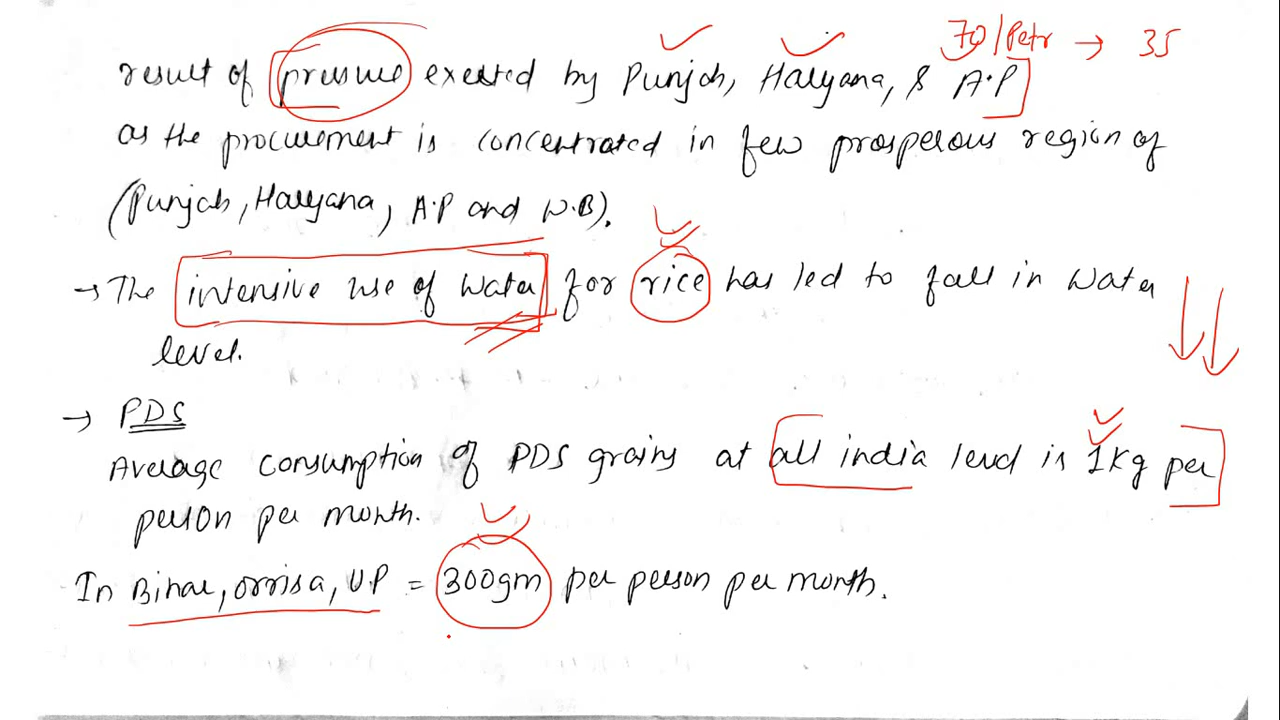 70/Petr → 35
result of pressure exerted by Punjab, Haryana, & A.P
as the procurement is concentrated in few prosperous region of
(Punjab, Haryana, A.P and W.B).
→ The intensive use of water for rice has led to fall in water
level.
→ PDS
Average consumption of PDS grains at all india level is 1kg per
person per month.
In Bihar, orrisa, U.P = 300gm per person per month.